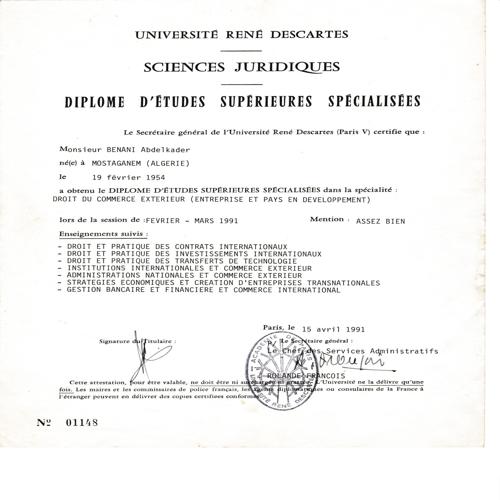 UNIVERSITÉ RENÉ DESCARTES
SCIENCES JURIDIQUES
DIPLOME D'ÉTUDES SUPÉRIEURES SPÉCIALISÉES
Le Secrétaire général de l'Université René Descartes (Paris V) certifie que :
Monsieur BENANI Abdelkader
né(e) à MOSTAGANEM (ALGERIE)
le 19 février 1954
a obtenu le DIPLOME D'ÉTUDES SUPÉRIEURES SPÉCIALISÉES dans la spécialité :
DROIT DU COMMERCE EXTERIEUR (ENTREPRISE ET PAYS EN DEVELOPPEMENT)
lors de la session de :FEVRIER - MARS 1991 Mention : ASSEZ BIEN
Enseignements suivis :
- DROIT ET PRATIQUE DES CONTRATS INTERNATIONAUX
- DROIT ET PRATIQUE DES INVESTISSEMENTS INTERNATIONAUX
- DROIT ET PRATIQUE DES TRANSFERTS DE TECHNOLOGIE
- INSTITUTIONS INTERNATIONALES ET COMMERCE EXTERIEUR
- ADMINISTRATIONS NATIONALES ET COMMERCE EXTERIEUR
- STRATEGIES ECONOMIQUES ET CREATION D'ENTREPRISES TRANSNATIONALES
- GESTION BANCAIRE ET FINANCIERE ET COMMERCE INTERNATIONAL
Paris, le 15 avril 1991
Signature du Titulaire : Le Secrétaire général :
Le Chef des Services Administratifs
ACADÉMIE DE PARIS
RENÉ DESCARTES
ROLANDE FRANCOIS
Cette attestation, pour être valable, ne doit être ni surchargée ni grattée. L'Université ne la délivre qu'une
fois. Les maires et les commissaires de police français, les agents diplomatiques ou consulaires de la France à
l'étranger peuvent en délivrer des copies certifiées conformes.
Nº 01148